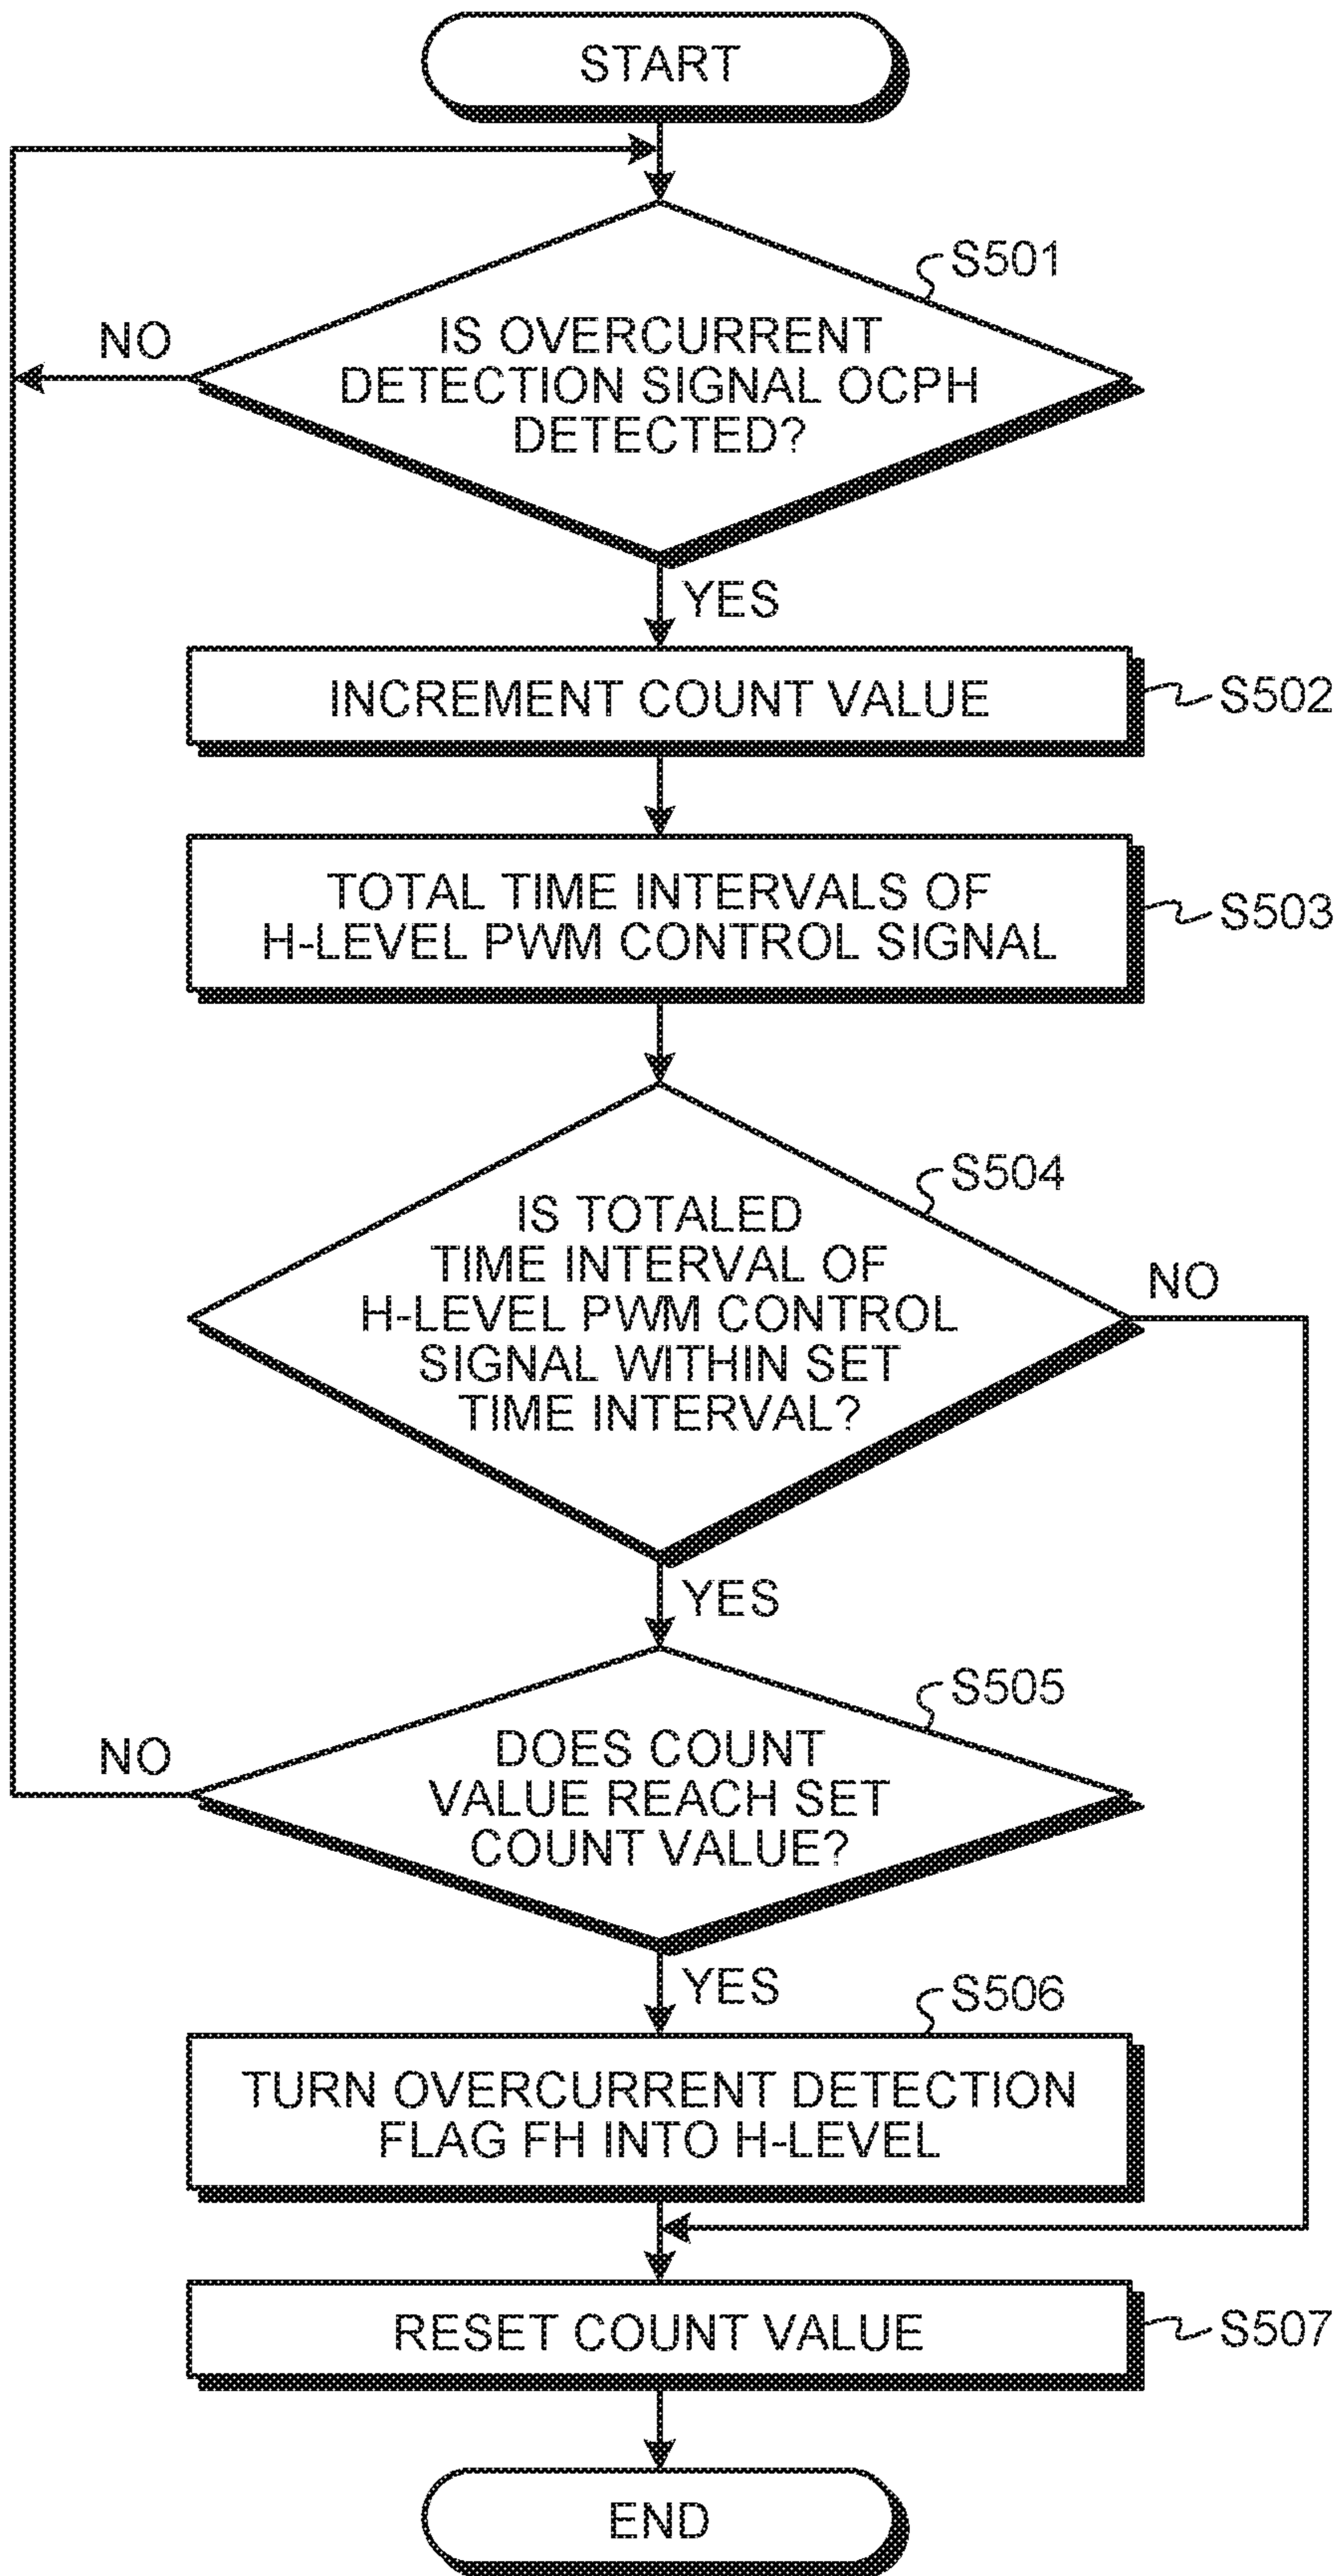 START
S501
NO
IS OVERCURRENT
DETECTION SIGNAL OCPH
DETECTED?
YES
INCREMENT COUNT VALUE
S502
TOTAL TIME INTERVALS OF
H-LEVEL PWM CONTROL SIGNAL
S503
S504
IS TOTALED
TIME INTERVAL OF
H-LEVEL PWM CONTROL
SIGNAL WITHIN SET
TIME INTERVAL?
NO
YES
S505
NO
DOES COUNT
VALUE REACH SET
COUNT VALUE?
YES
S506
TURN OVERCURRENT DETECTION
FLAG FH INTO H-LEVEL
RESET COUNT VALUE
S507
END